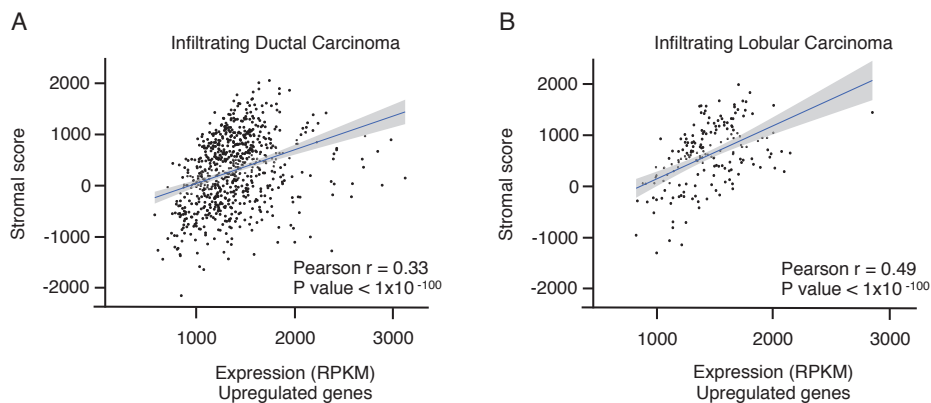 A
Infiltrating Ductal Carcinoma
Stromal score
2000
1000
0
-1000
-2000
Pearson r = 0.33
P value < 1x10 -100
1000
2000
3000
Expression (RPKM)
Upregulated genes
B
Infiltrating Lobular Carcinoma
Stromal score
2000
1000
0
-1000
-2000
Pearson r = 0.49
P value < 1x10 -100
1000
2000
3000
Expression (RPKM)
Upregulated genes